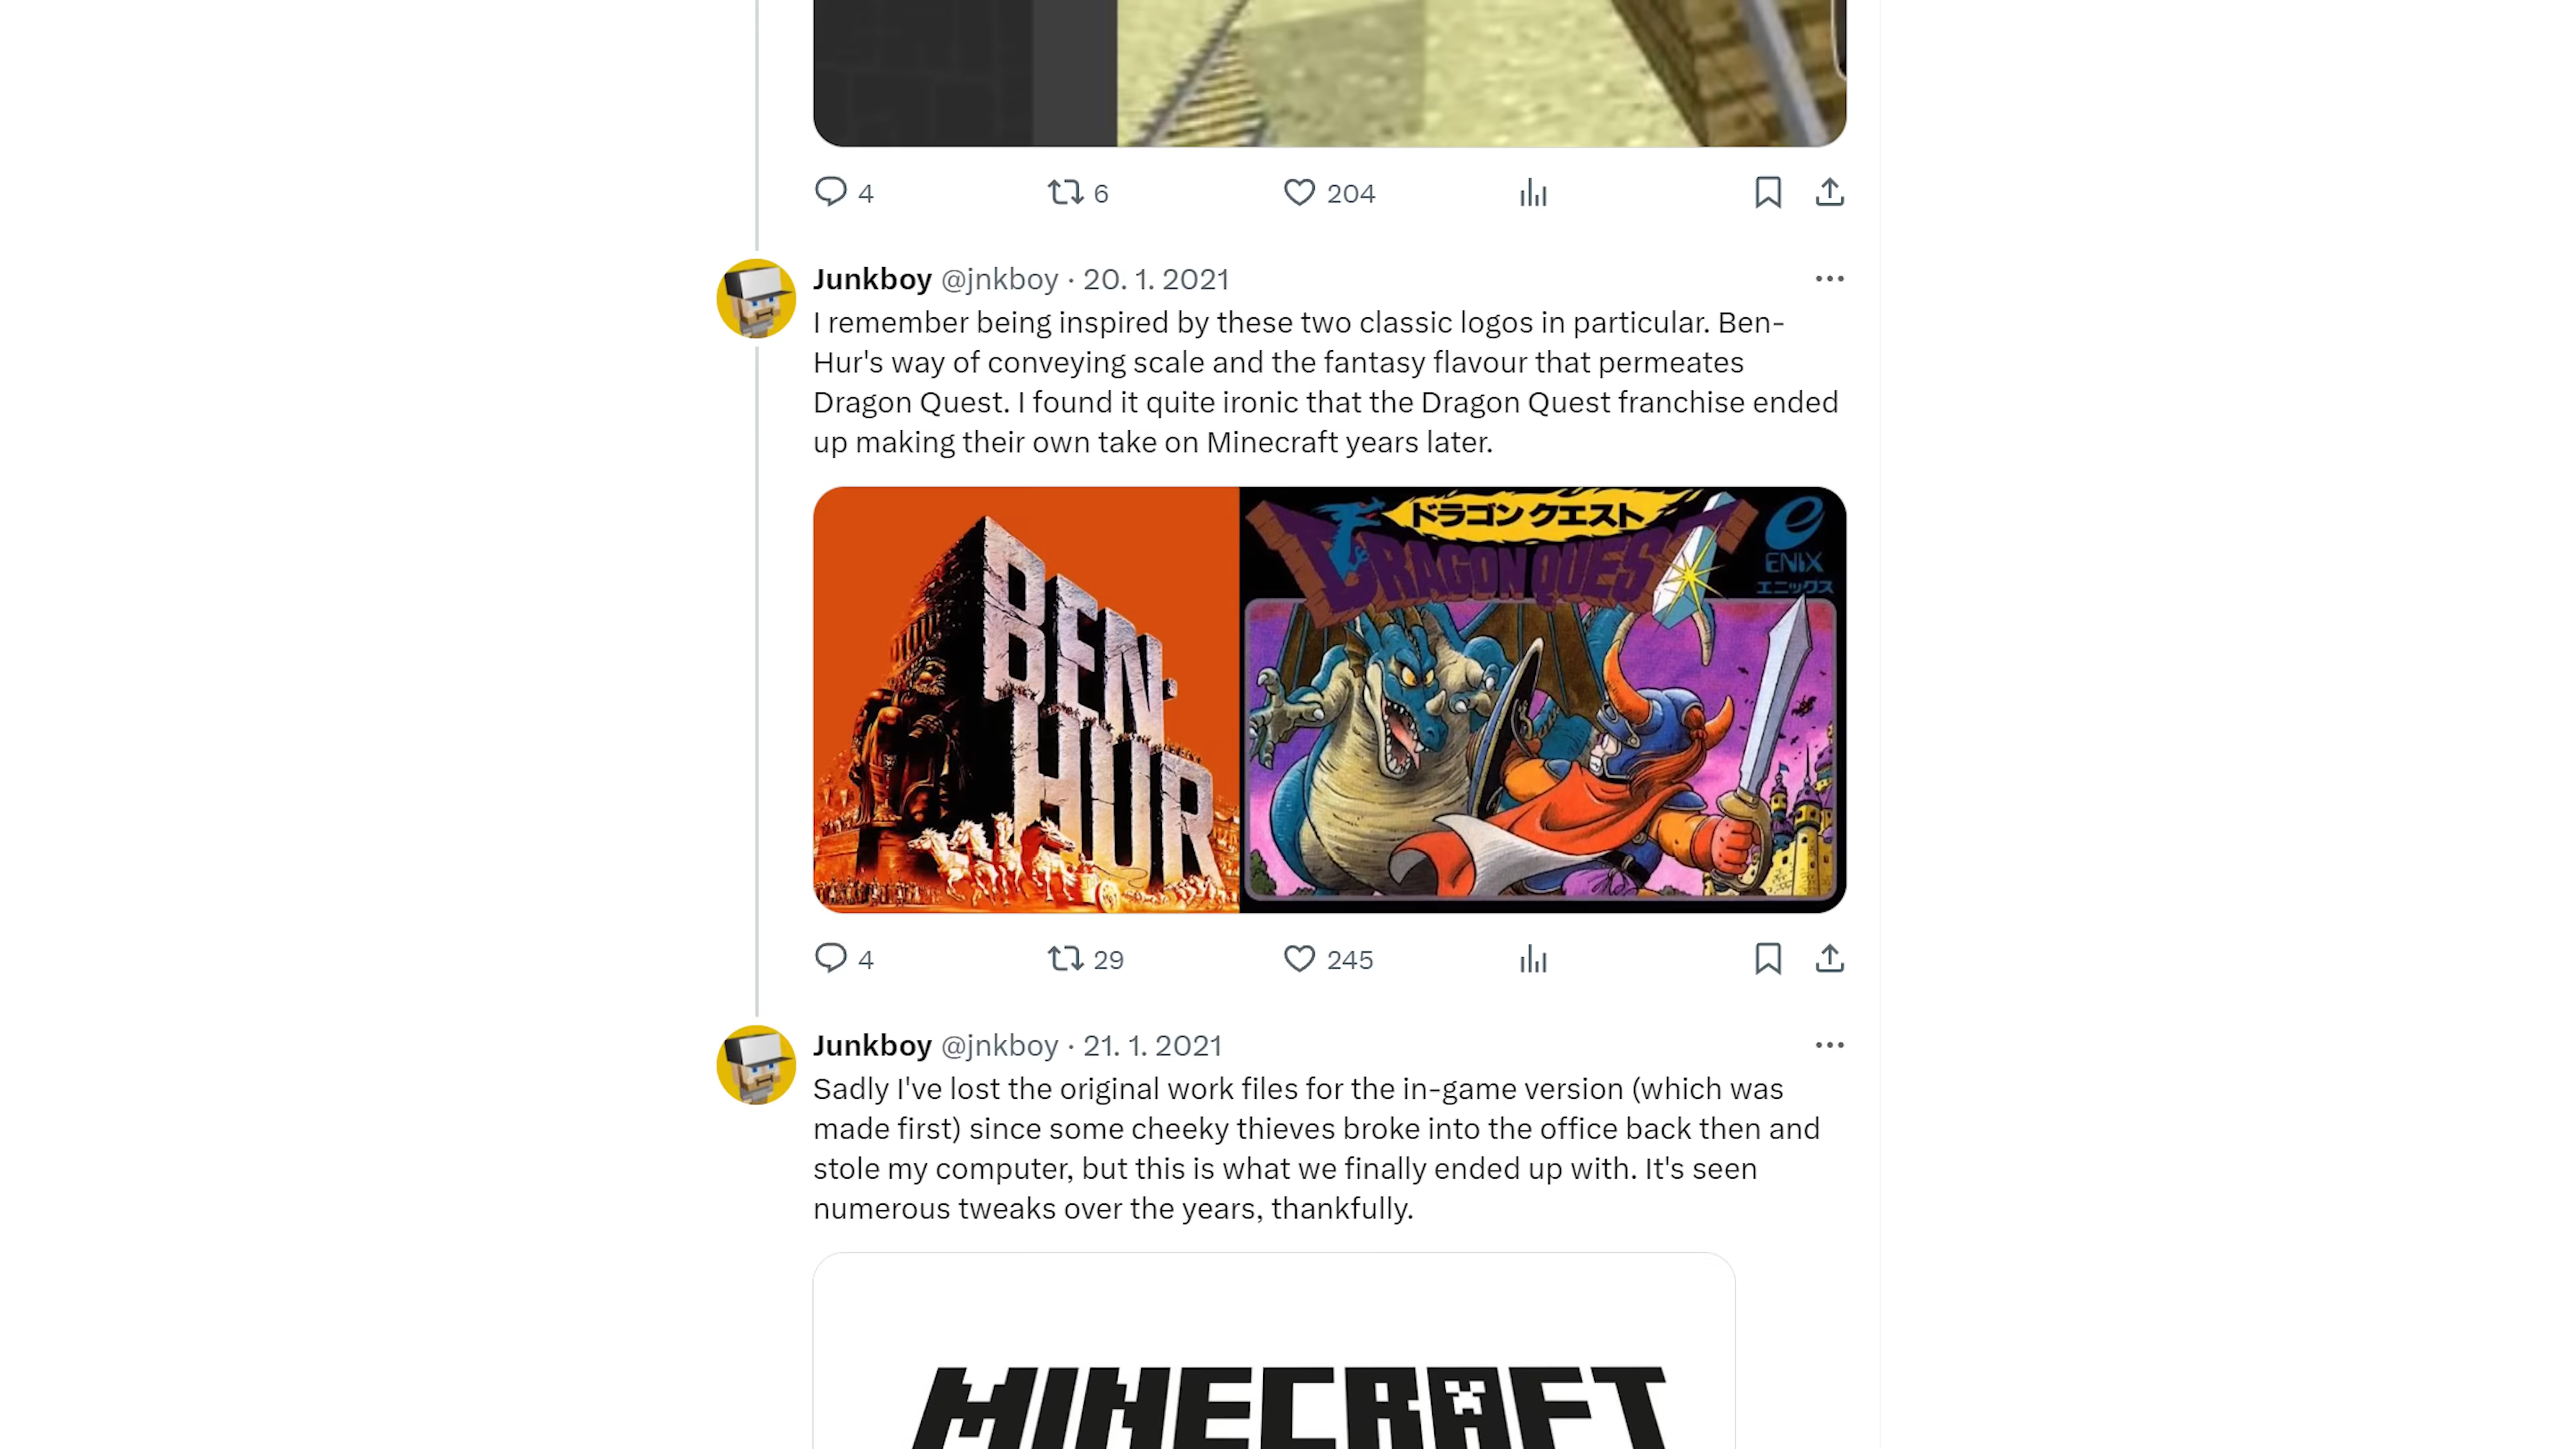 4 6 204
Junkboy @jnkboy · 20. 1. 2021
I remember being inspired by these two classic logos in particular. Ben-
Hur's way of conveying scale and the fantasy flavour that permeates
Dragon Quest. I found it quite ironic that the Dragon Quest franchise ended
up making their own take on Minecraft years later.
BEN-
HUR
ドラゴンクエスト
DRAGON QUEST
ENIX
エニックス
4 29 245
Junkboy @jnkboy · 21. 1. 2021
Sadly I've lost the original work files for the in-game version (which was
made first) since some cheeky thieves broke into the office back then and
stole my computer, but this is what we finally ended up with. It's seen
numerous tweaks over the years, thankfully.
MINECRAFT